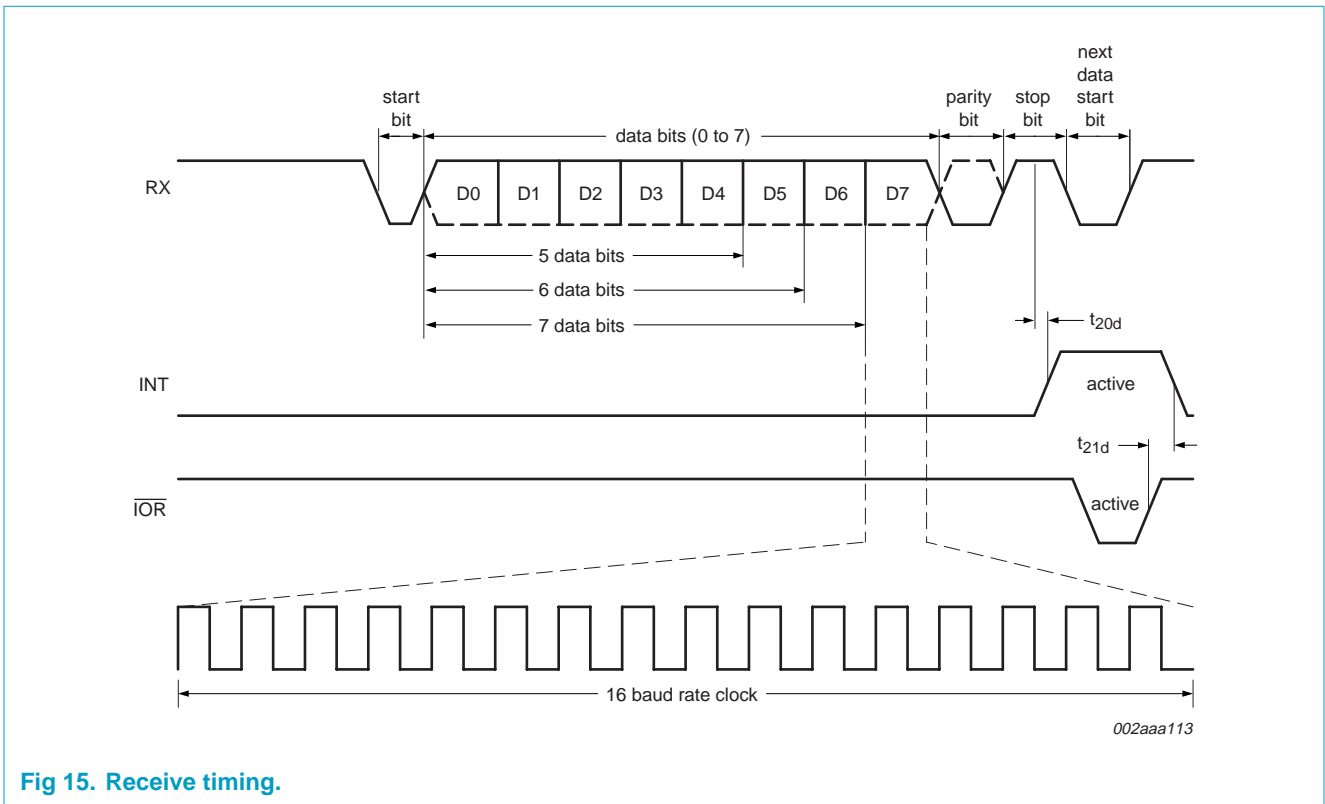 next
data
start
bit
start
bit
parity
bit
stop
bit
data bits (0 to 7)
RX
D0 D1 D2 D3 D4 D5 D6 D7
5 data bits
6 data bits
7 data bits
t20d
INT
active
t21d
IOR
active
16 baud rate clock
002aaa113
Fig 15. Receive timing.